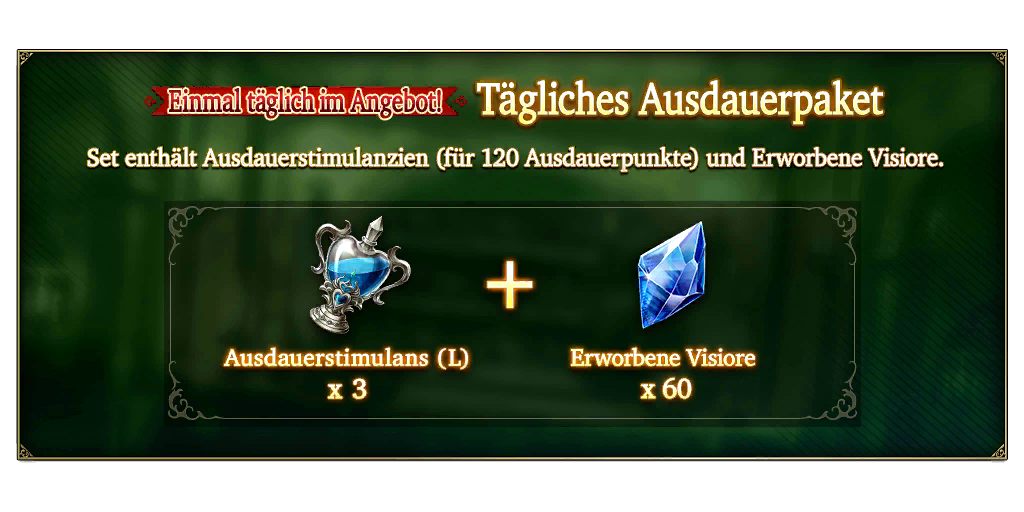 Einmal täglich im Angebot! Tägliches Ausdauerpaket
Set enthält Ausdauerstimulanzien (für 120 Ausdauerpunkte) und Erworbene Visiore.
Ausdauerstimulans (L)
x 3
+
Erworbene Visiore
x 60